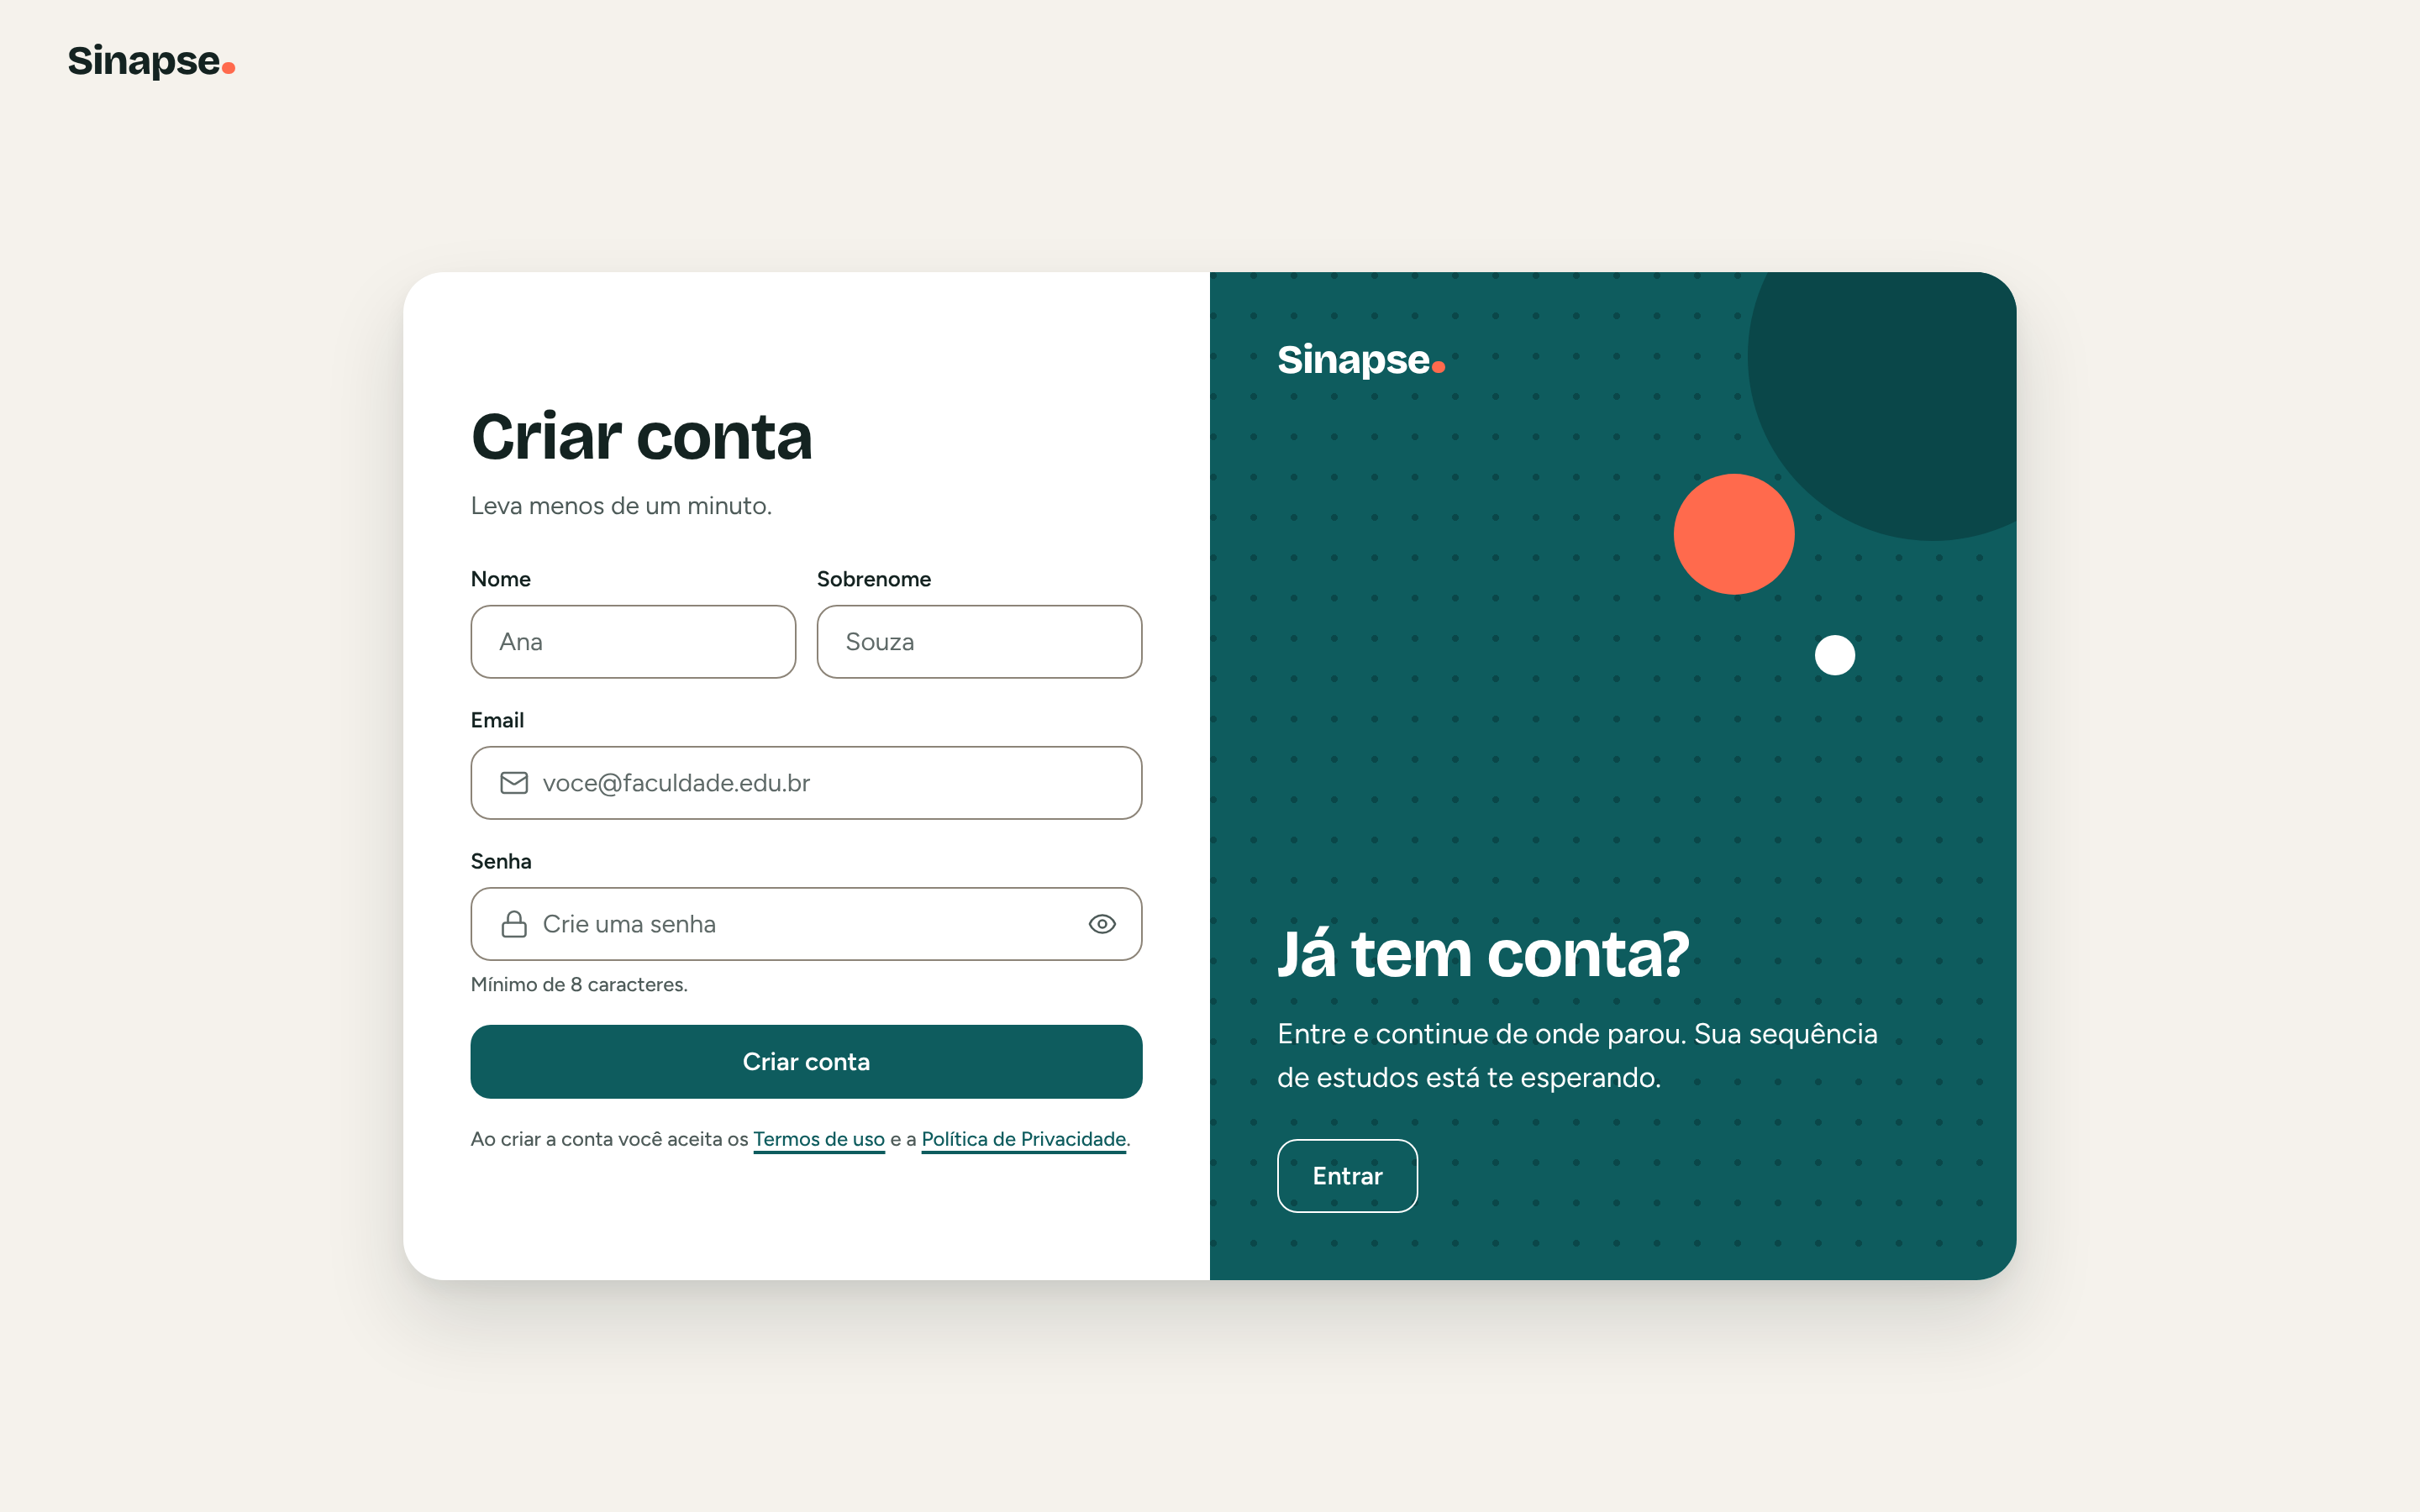 Sinapse.
Criar conta
Leva menos de um minuto.
Nome
Sobrenome
Ana
Souza
Email
voce@faculdade.edu.br
Senha
Crie uma senha
Mínimo de 8 caracteres.
Criar conta
Ao criar a conta você aceita os Termos de uso e a Política de Privacidade.
Sinapse.
Já tem conta?
Entre e continue de onde parou. Sua sequência
de estudos está te esperando.
Entrar